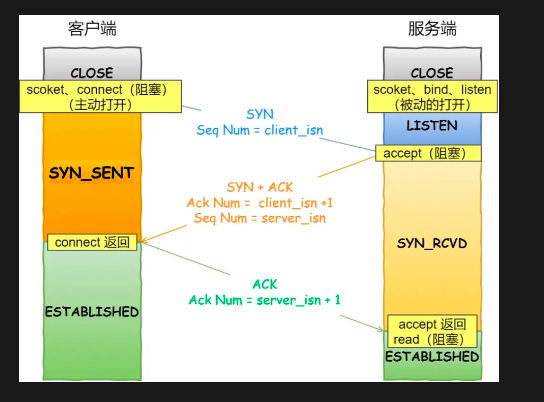 客户端
服务端
CLOSE
CLOSE
scoket、connect（阻塞）
（主动打开）
scoket、bind、listen
（被动的打开）
SYN
Seq Num = client_isn
LISTEN
accept（阻塞）
SYN_SENT
SYN + ACK
Ack Num = client_isn +1
Seq Num = server_isn
connect 返回
SYN_RCVD
ACK
Ack Num = server_isn + 1
ESTABLISHED
accept 返回
read（阻塞）
ESTABLISHED